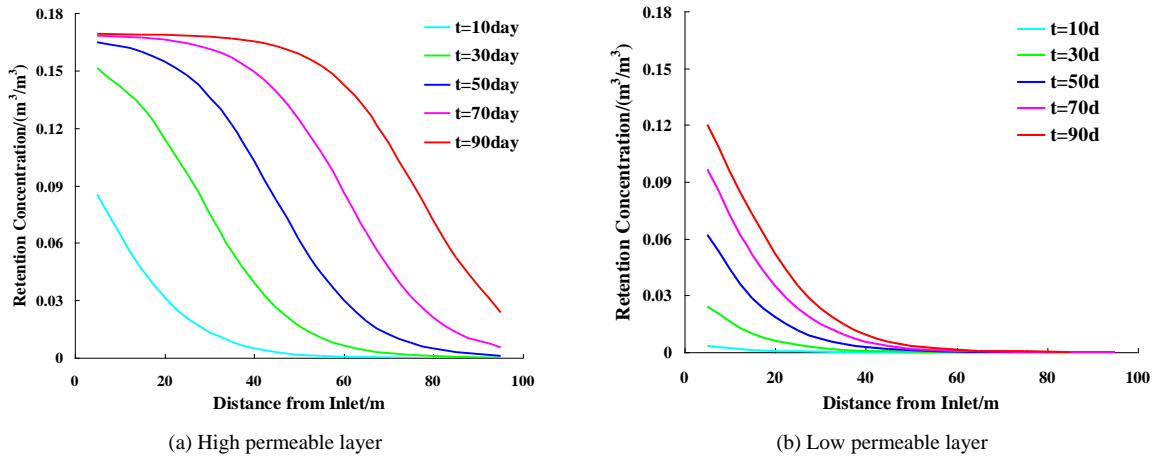 0.18
0.15
0.12
0.09
0.06
0.03
0
0 20 40 60 80 100
Retention Concentration/(m³/m³)
Distance from Inlet/m
t=10day
t=30day
t=50day
t=70day
t=90day
(a) High permeable layer
0.18
0.15
0.12
0.09
0.06
0.03
0
0 20 40 60 80 100
Retention Concentration/(m³/m³)
Distance from Inlet/m
t=10d
t=30d
t=50d
t=70d
t=90d
(b) Low permeable layer